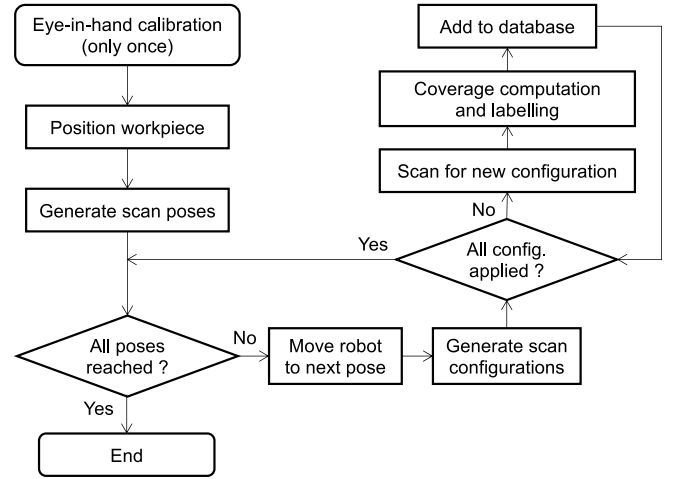 Eye-in-hand calibration
(only once)
Position workpiece
Generate scan poses
All poses
reached ?
Yes
End
No
Move robot
to next pose
Generate scan
configurations
All config.
applied ?
Yes
No
Scan for new configuration
Coverage computation
and labelling
Add to database